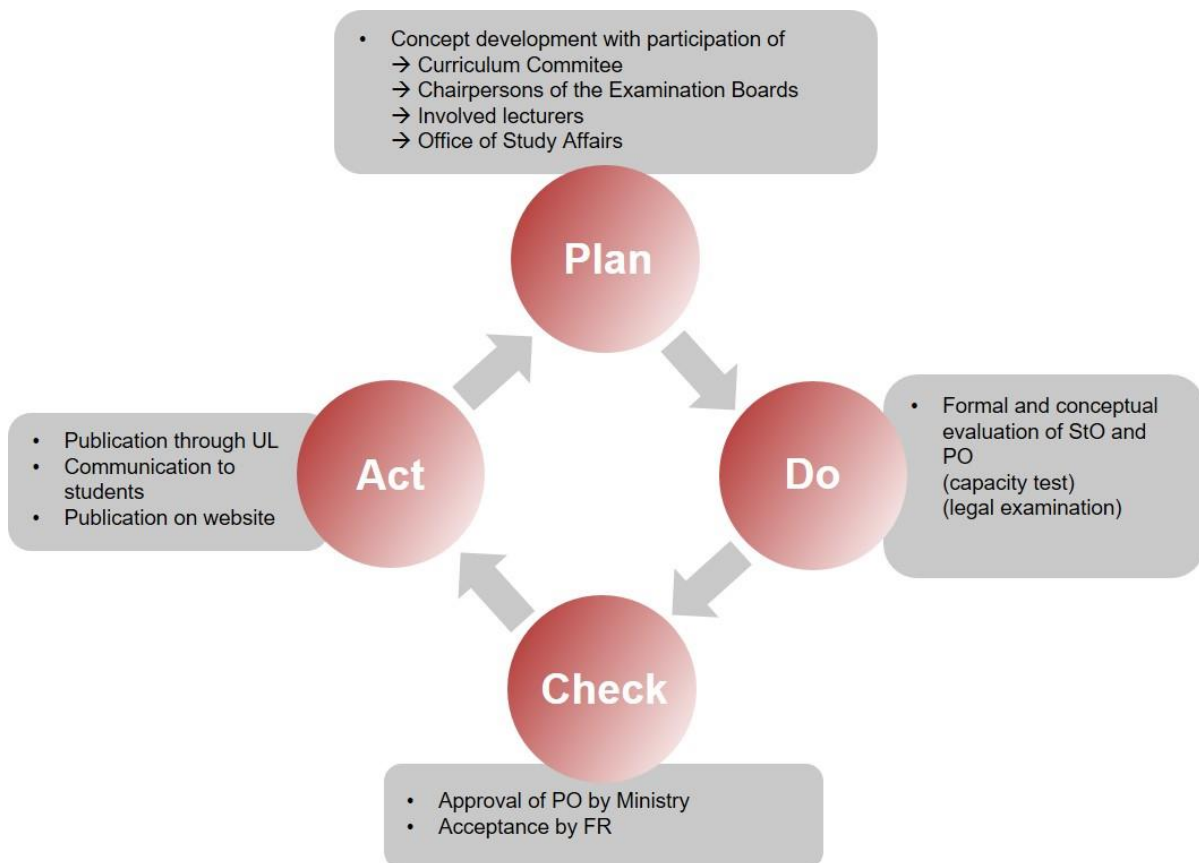 • Concept development with participation of
→ Curriculum Commitee
→ Chairpersons of the Examination Boards
→ Involved lecturers
→ Office of Study Affairs
Plan
Do
• Formal and conceptual
evaluation of StO and
PO
(capacity test)
(legal examination)
Check
• Approval of PO by Ministry
• Acceptance by FR
Act
• Publication through UL
• Communication to
students
• Publication on website